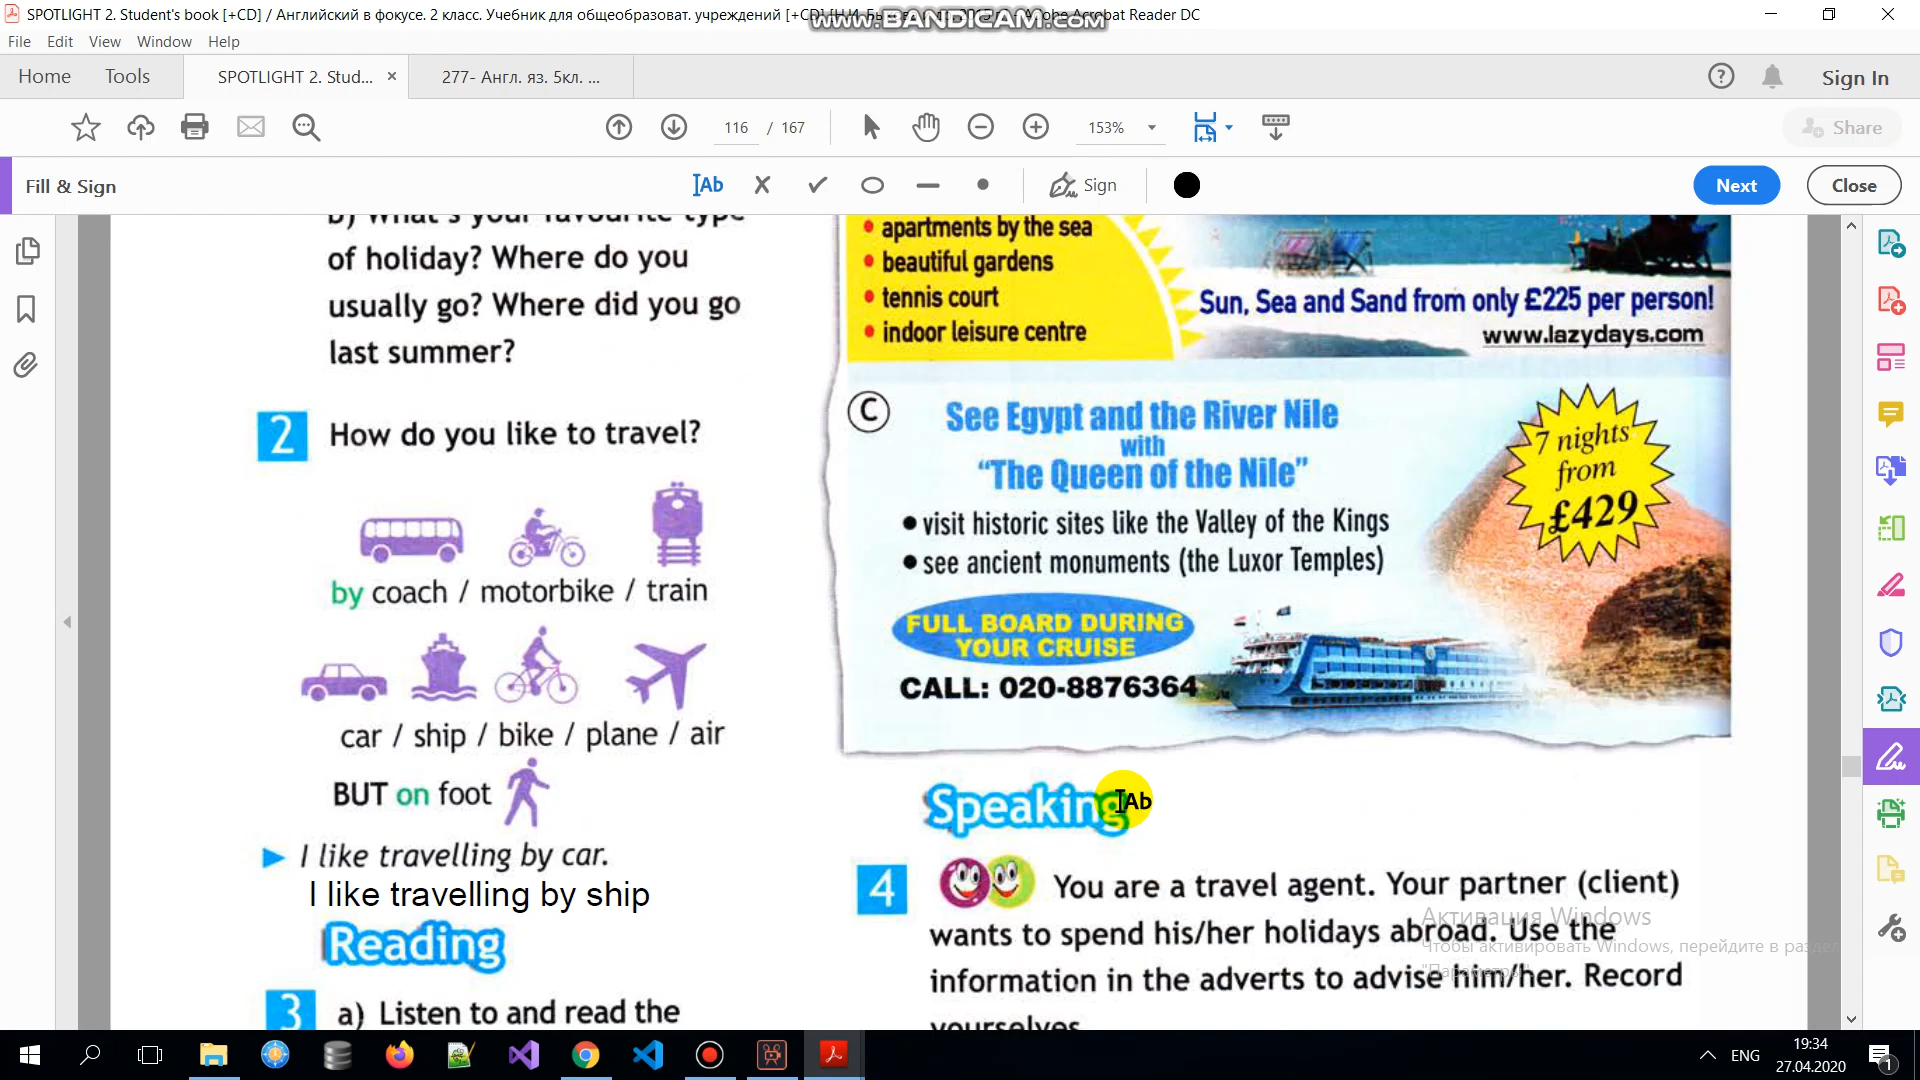 SPOTLIGHT 2. Student's book [+CD] / Английский в фокусе. 2 класс. Учебник для общеобразоват. учреждений [+CD]
- Adobe Acrobat Reader DC
WWW.BANDICAM.COM
File Edit View Window Help
Home Tools SPOTLIGHT 2. Stud... × 277- Англ. яз. 5кл. ... Sign In
116 / 167 153% Share
Fill & Sign Ab Sign Next Close
b) What's your favourite type
of holiday? Where do you
usually go? Where did you go
last summer?
2 How do you like to travel?
by coach / motorbike / train
car / ship / bike / plane / air
BUT on foot
I like travelling by car.
I like travelling by ship
Reading
3 a) Listen to and read the
• apartments by the sea
• beautiful gardens
• tennis court
• indoor leisure centre
Sun, Sea and Sand from only £225 per person!
www.lazydays.com
C
See Egypt and the River Nile
with
“The Queen of the Nile”
• visit historic sites like the Valley of the Kings
• see ancient monuments (the Luxor Temples)
7 nights
from
£429
FULL BOARD DURING
YOUR CRUISE
CALL: 020-8876364
Speaking
Ab
4 You are a travel agent. Your partner (client)
wants to spend his/her holidays abroad. Use the
information in the adverts to advise him/her. Record
yourselves.
Активация Windows
Чтобы активировать Windows, перейдите в раздел
"Параметры".
ENG
19:34
27.04.2020
1